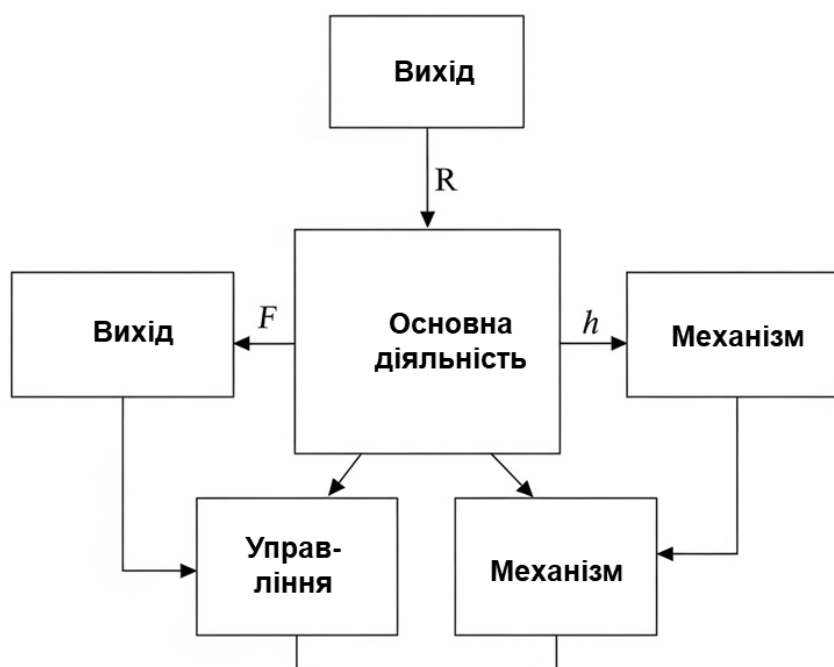 Вихід
R
Вихід
F
Основна
діяльність
h
Механізм
Управ-
ління
Механізм